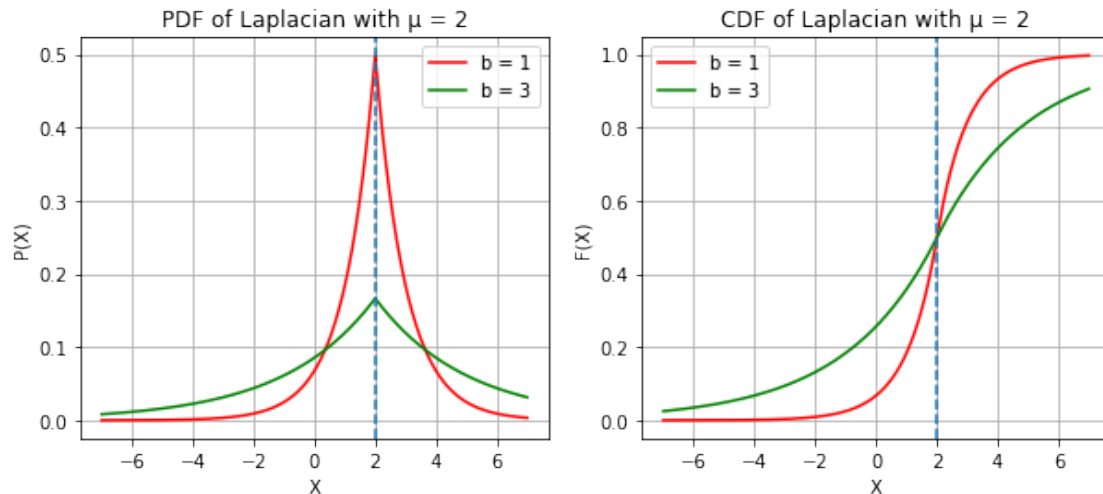 PDF of Laplacian with μ = 2
0.5
0.4
0.3
0.2
0.1
0.0
P(X)
b = 1
b = 3
−6 −4 −2 0 2 4 6
X
CDF of Laplacian with μ = 2
1.0
0.8
0.6
0.4
0.2
0.0
F(X)
b = 1
b = 3
−6 −4 −2 0 2 4 6
X